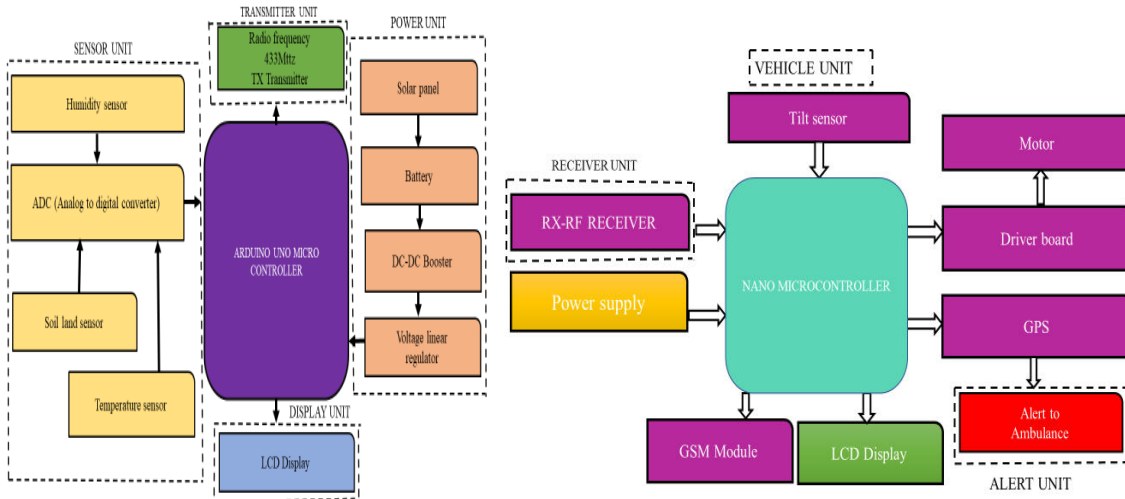 TRANSMITTER UNIT
Radio frequency
433Mttz
TX Transmitter
SENSOR UNIT
Humidity sensor
ADC (Analog to digital converter)
Soil land sensor
Temperature sensor
ARDUINO UNO MICRO
CONTROLLER
POWER UNIT
Solar panel
Battery
DC-DC Booster
Voltage linear
regulator
DISPLAY UNIT
LCD Display
VEHICLE UNIT
Tilt sensor
RECEIVER UNIT
RX-RF RECEIVER
Power supply
NANO MICROCONTROLLER
Motor
Driver board
GPS
Alert to
Ambulance
ALERT UNIT
GSM Module
LCD Display